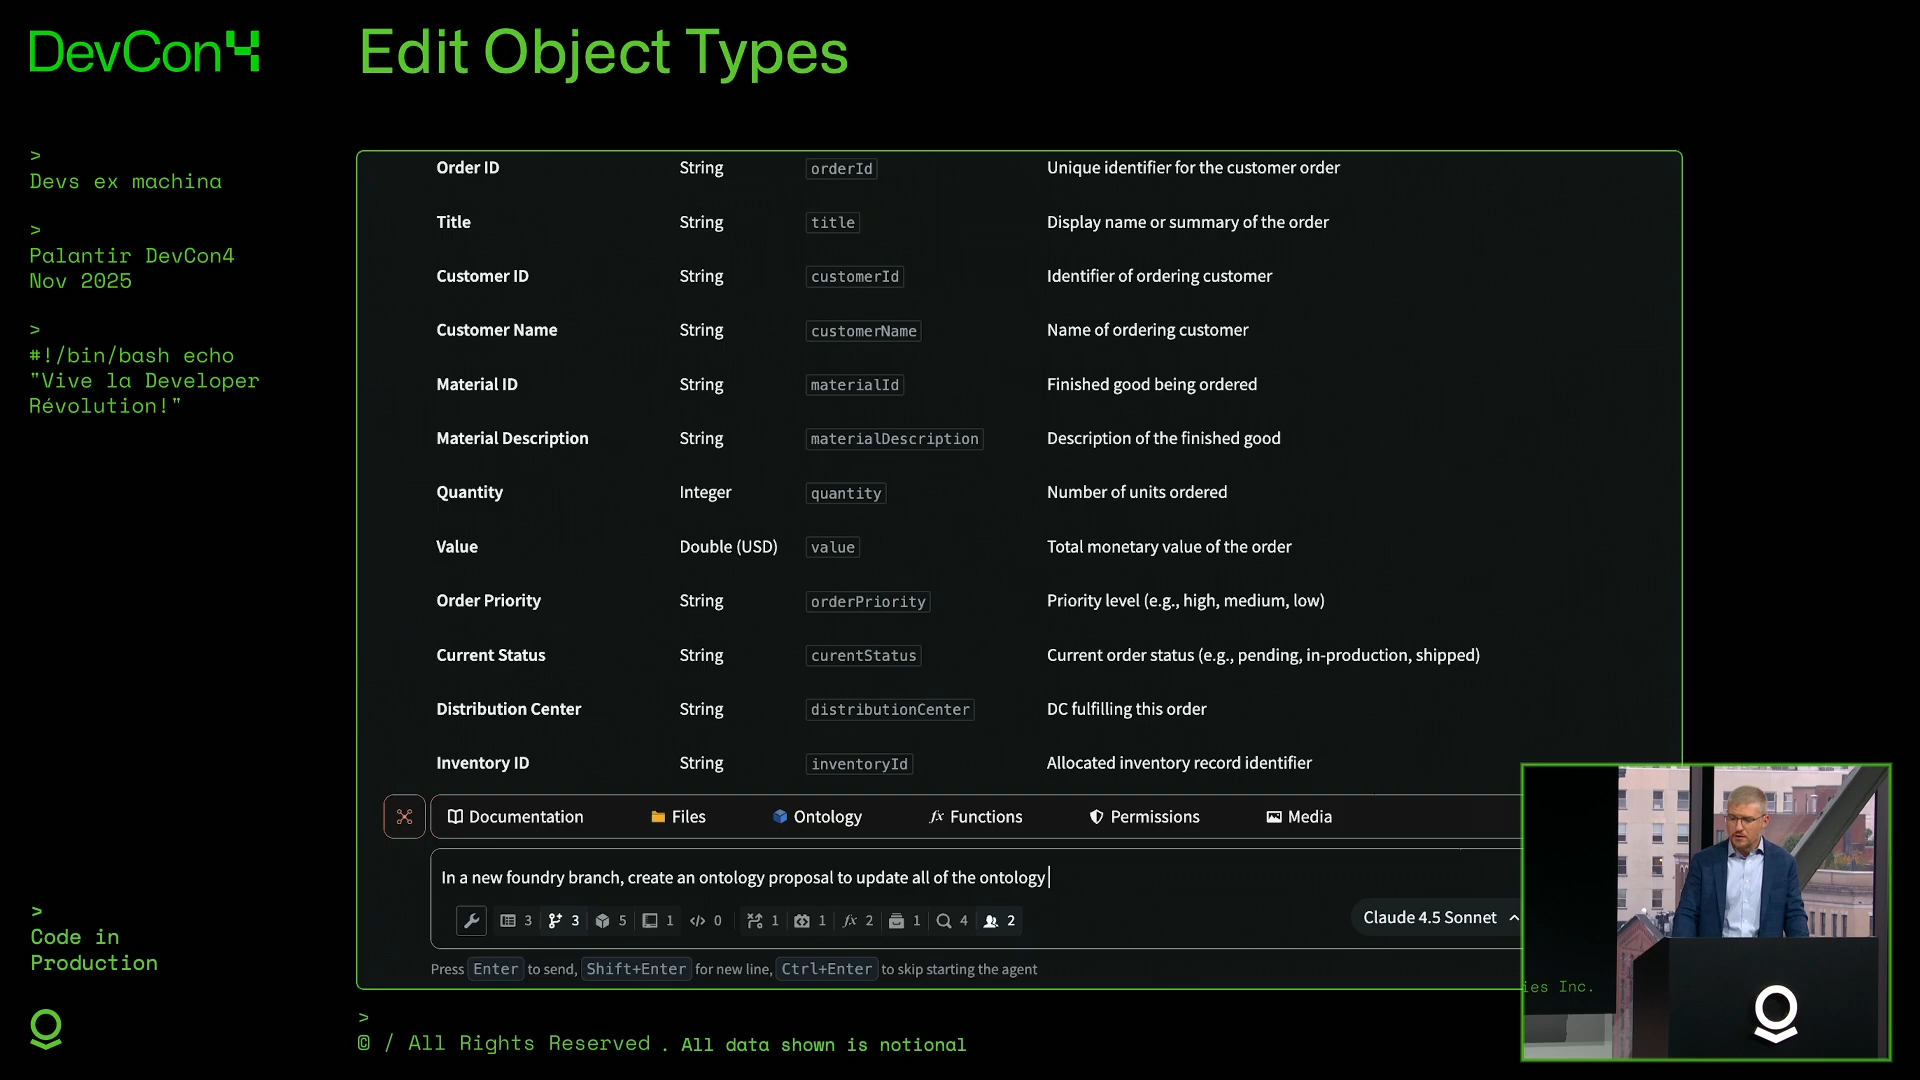 DevCon4
Edit Object Types
>
Devs ex machina
>
Palantir DevCon4
Nov 2025
>
#!/bin/bash echo
"Vive la Developer
Révolution!"
>
Code in
Production
Order ID String orderId Unique identifier for the customer order
Title String title Display name or summary of the order
Customer ID String customerId Identifier of ordering customer
Customer Name String customerName Name of ordering customer
Material ID String materialId Finished good being ordered
Material Description String materialDescription Description of the finished good
Quantity Integer quantity Number of units ordered
Value Double (USD) value Total monetary value of the order
Order Priority String orderPriority Priority level (e.g., high, medium, low)
Current Status String curentStatus Current order status (e.g., pending, in-production, shipped)
Distribution Center String distributionCenter DC fulfilling this order
Inventory ID String inventoryId Allocated inventory record identifier
Documentation Files Ontology fx Functions Permissions Media
In a new foundry branch, create an ontology proposal to update all of the ontology
3 3 5 1 </> 0 1 1 fx 2 1 4 2 Claude 4.5 Sonnet
Press Enter to send, Shift+Enter for new line, Ctrl+Enter to skip starting the agent
ies Inc.
>
© / All Rights Reserved . All data shown is notional